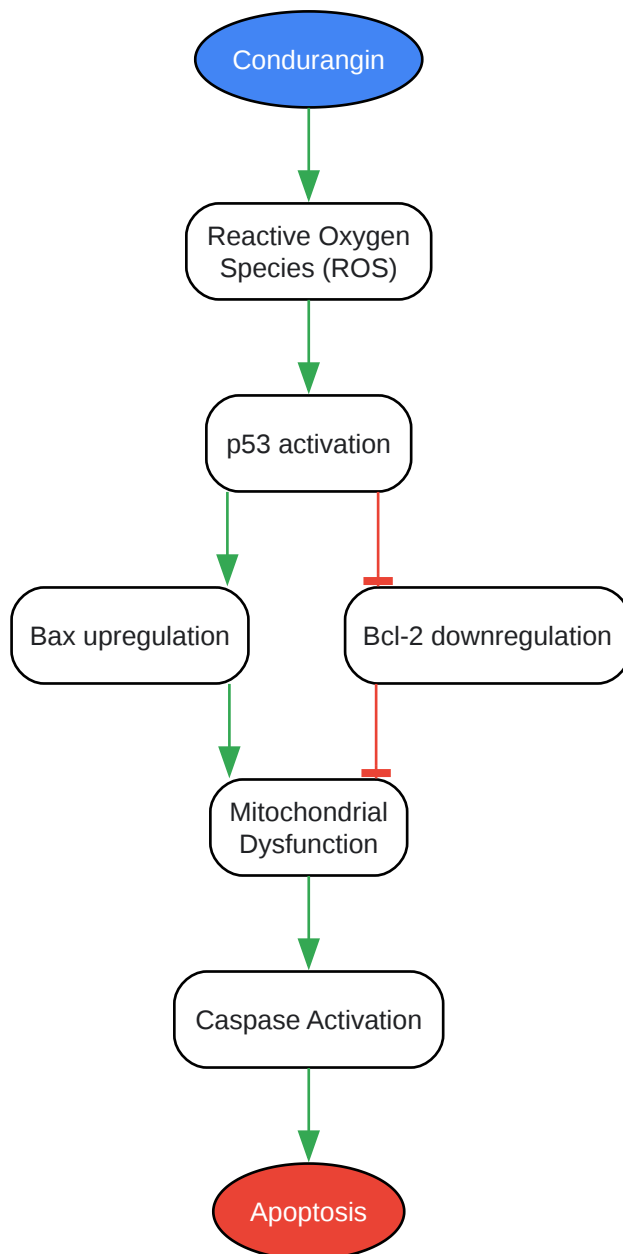 Condurangin
Reactive Oxygen
Species (ROS)
p53 activation
Bax upregulation
Bcl-2 downregulation
Mitochondrial
Dysfunction
Caspase Activation
Apoptosis